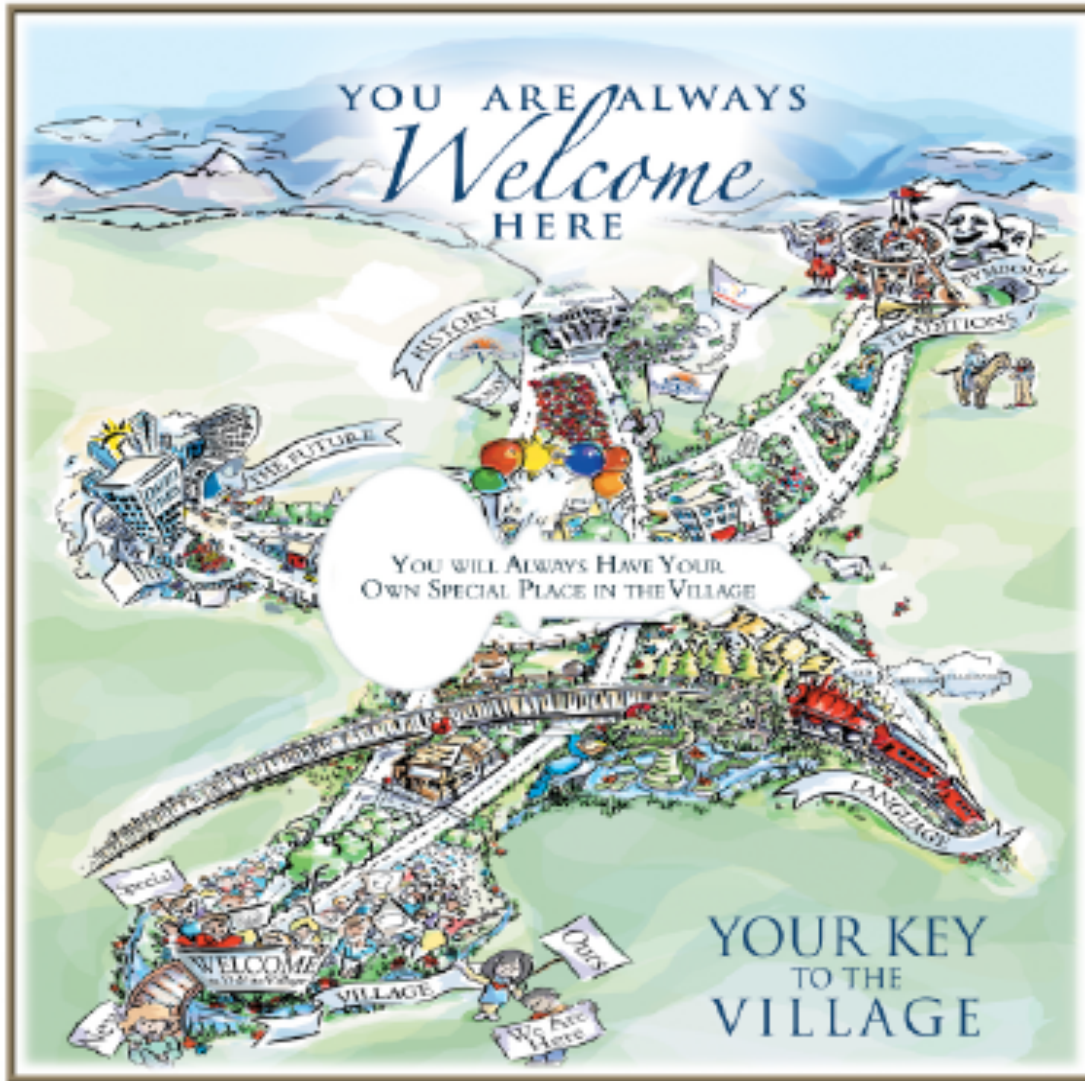 YOU ARE ALWAYS
Welcome
HERE
SYMBOLS
TRADITIONS
HISTORY
THE FUTURE
YOU WILL ALWAYS HAVE YOUR
OWN SPECIAL PLACE IN THE VILLAGE
LANGUAGE
Special
WELCOME
VILLAGE
Ours
We Are
Here
YOUR KEY
TO THE
VILLAGE